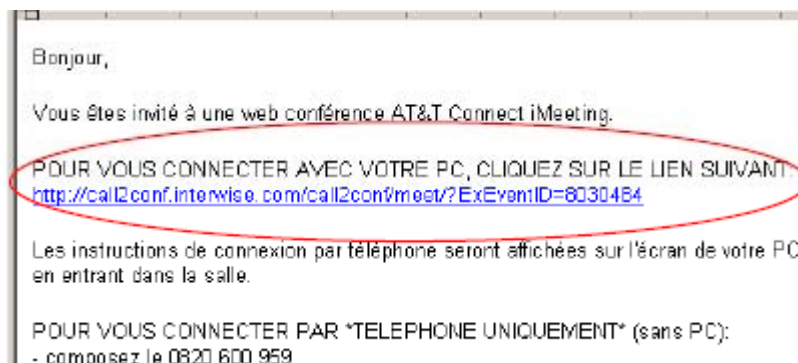 Bonjour,
Vous êtes invité à une web conférence AT&T Connect iMeeting.
POUR VOUS CONNECTER AVEC VOTRE PC, CLIQUEZ SUR LE LIEN SUIVANT:
http://call2conf.interwise.com/call2conf/meet/?ExEventID=8030484
Les instructions de connexion par téléphone seront affichées sur l'écran de votre PC
en entrant dans la salle.
POUR VOUS CONNECTER PAR *TELEPHONE UNIQUEMENT* (sans PC):
- composez le 0820 600 959